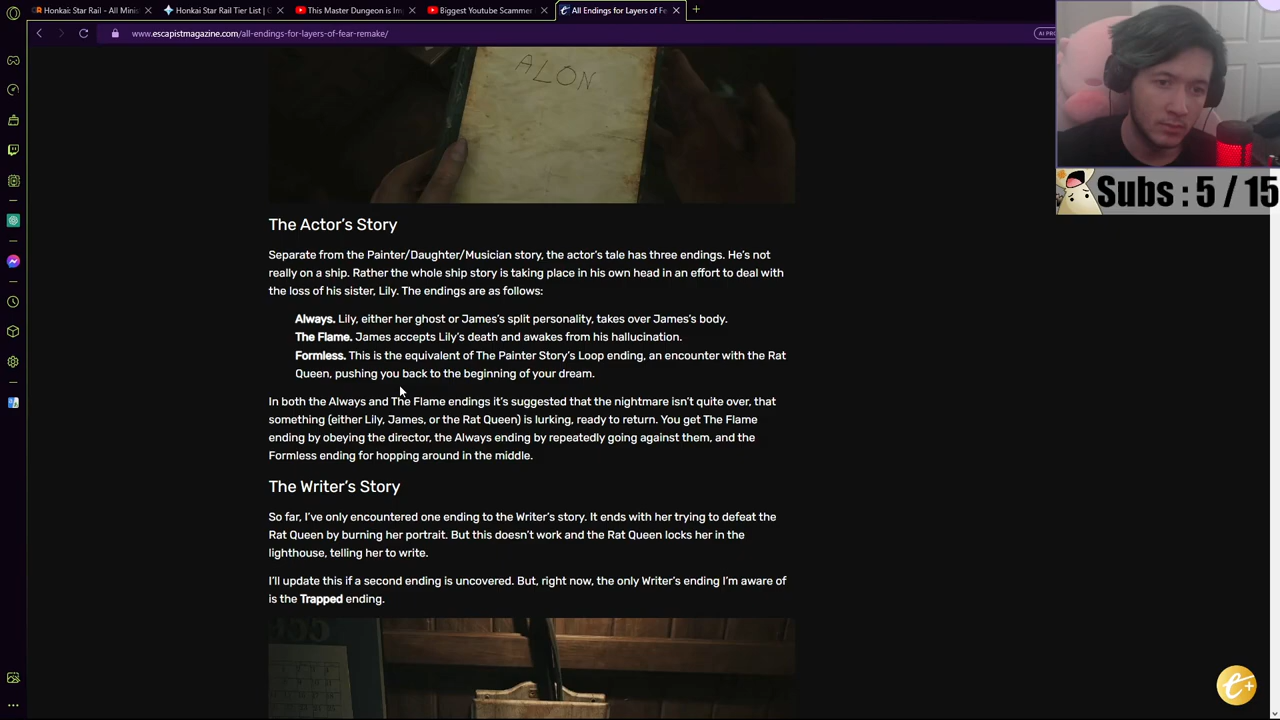 Honkai: Star Rail - All Minis
Honkai Star Rail Tier List | G
This Master Dungeon is Im
Biggest Youtube Scammer
All Endings for Layers of Fe
www.escapistmagazine.com/all-endings-for-layers-of-fear-remake/
ALON
Subs : 5 / 15
The Actor's Story
Separate from the Painter/Daughter/Musician story, the actor's tale has three endings. He's not
really on a ship. Rather the whole ship story is taking place in his own head in an effort to deal with
the loss of his sister, Lily. The endings are as follows:
Always. Lily, either her ghost or James's split personality, takes over James's body.
The Flame. James accepts Lily's death and awakes from his hallucination.
Formless. This is the equivalent of The Painter Story's Loop ending, an encounter with the Rat
Queen, pushing you back to the beginning of your dream.
In both the Always and The Flame endings it's suggested that the nightmare isn't quite over, that
something (either Lily, James, or the Rat Queen) is lurking, ready to return. You get The Flame
ending by obeying the director, the Always ending by repeatedly going against them, and the
Formless ending for hopping around in the middle.
The Writer's Story
So far, I've only encountered one ending to the Writer's story. It ends with her trying to defeat the
Rat Queen by burning her portrait. But this doesn't work and the Rat Queen locks her in the
lighthouse, telling her to write.
I'll update this if a second ending is uncovered. But, right now, the only Writer's ending I'm aware of
is the Trapped ending.
e+